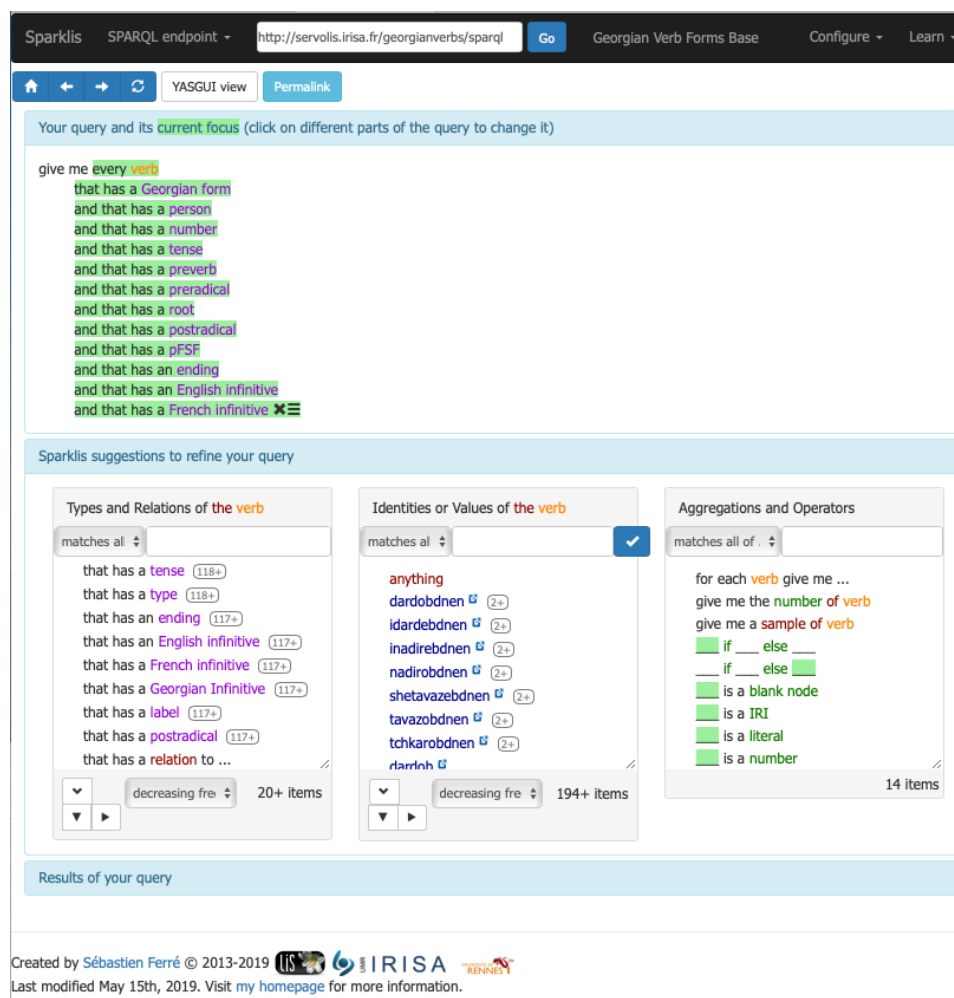 Sparklis SPARQL endpoint http://servolis.irisa.fr/georgianverbs/sparql Go Georgian Verb Forms Base Configure Learn
YASGUI view Permalink
Your query and its current focus (click on different parts of the query to change it)
give me every verb
that has a Georgian form
and that has a person
and that has a number
and that has a tense
and that has a preverb
and that has a preradical
and that has a root
and that has a postradical
and that has a pFSF
and that has an ending
and that has an English infinitive
and that has a French infinitive
Sparklis suggestions to refine your query
Types and Relations of the verb
matches al
that has a tense 118+
that has a type 118+
that has an ending 117+
that has an English infinitive 117+
that has a French infinitive 117+
that has a Georgian Infinitive 117+
that has a label 117+
that has a postradical 117+
that has a relation to ...
decreasing fre 20+ items
Identities or Values of the verb
matches al
anything
dardobdnen 2+
idardebdnen 2+
inadirebdnen 2+
nadirobdnen 2+
shetavazebdnen 2+
tavazobdnen 2+
tchkarobdnen 2+
dardob
decreasing fre 194+ items
Aggregations and Operators
matches all of .
for each verb give me ...
give me the number of verb
give me a sample of verb
___ if ___ else ___
___ if ___ else ___
___ is a blank node
___ is a IRI
___ is a literal
___ is a number
14 items
Results of your query
Created by Sébastien Ferré © 2013-2019 LIS UMR IRISA RENNES
Last modified May 15th, 2019. Visit my homepage for more information.